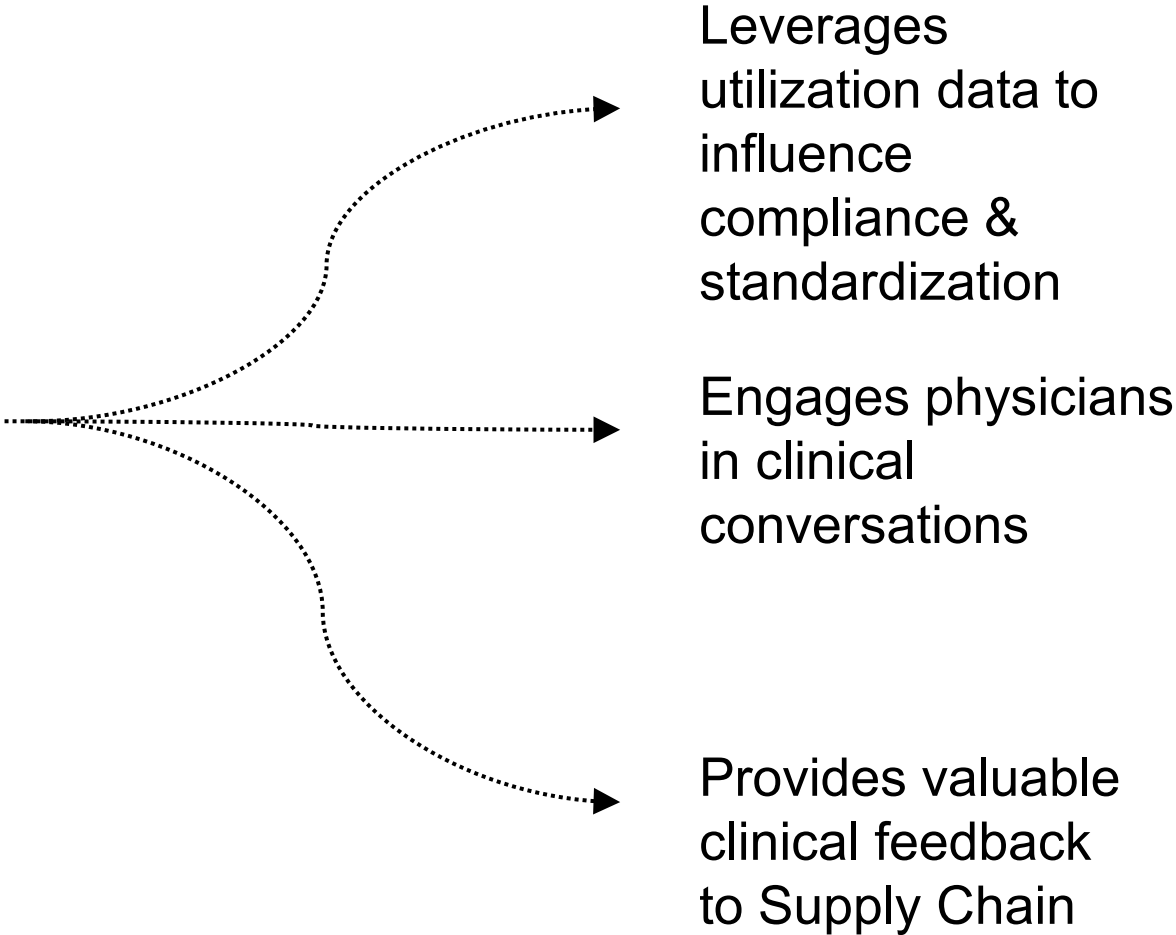 Leverages
utilization data to
influence
compliance &
standardization
Engages physicians
in clinical
conversations
Provides valuable
clinical feedback
to Supply Chain